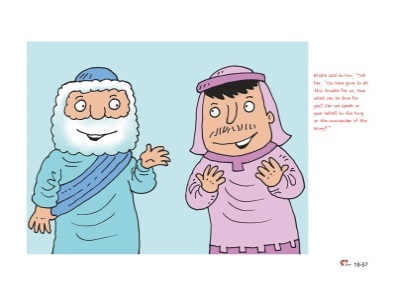 Elisha said to him, "Tell
her, 'You have gone to all
this trouble for us. Now
what can be done for
you? Can we speak on
your behalf to the king
or the commander of the
army?'"
19-57